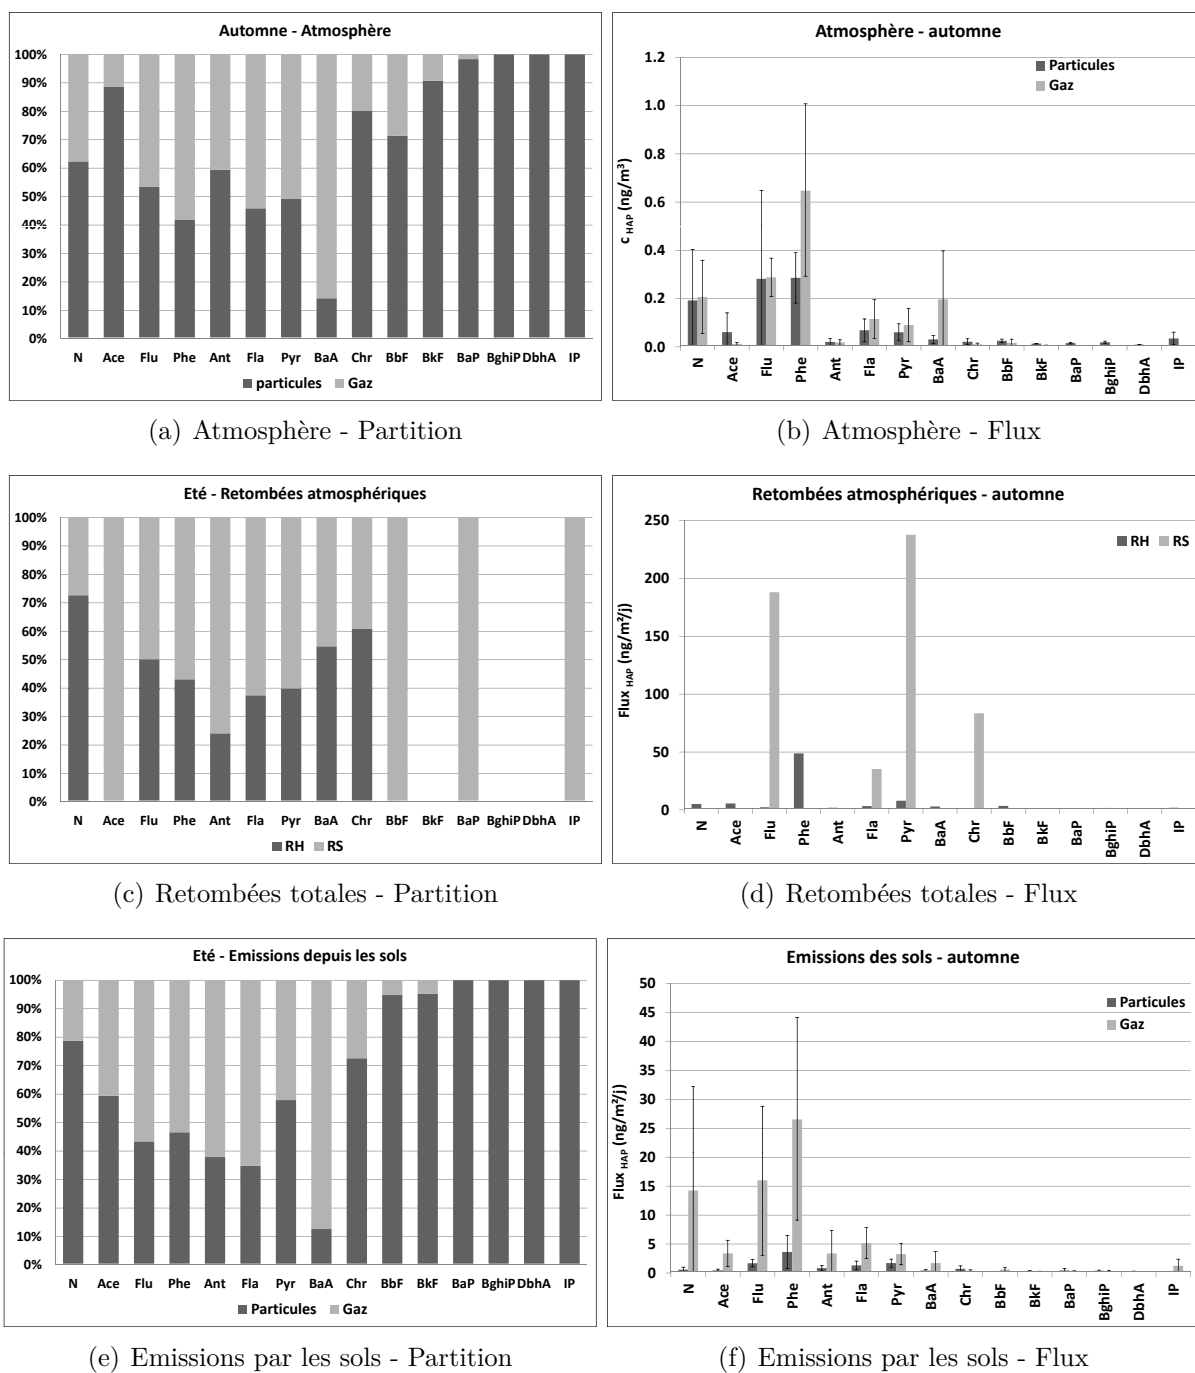 Automne - Atmosphère
100%
90%
80%
70%
60%
50%
40%
30%
20%
10%
0%
N Ace Flu Phe Ant Fla Pyr BaA Chr BbF BkF BaP BghiP DbhA IP
particules Gaz
(a) Atmosphère - Partition
Atmosphère - automne
Particules
Gaz
c HAP (ng/m³)
1.2
1.0
0.8
0.6
0.4
0.2
0.0
N Ace Flu Phe Ant Fla Pyr BaA Chr BbF BkF BaP BghiP DbhA IP
(b) Atmosphère - Flux
Eté - Retombées atmosphériques
100%
90%
80%
70%
60%
50%
40%
30%
20%
10%
0%
N Ace Flu Phe Ant Fla Pyr BaA Chr BbF BkF BaP BghiP DbhA IP
RH RS
(c) Retombées totales - Partition
Retombées atmosphériques - automne
RH RS
Flux HAP (ng/m²/j)
250
200
150
100
50
0
N Ace Flu Phe Ant Fla Pyr BaA Chr BbF BkF BaP BghiP DbhA IP
(d) Retombées totales - Flux
Eté - Emissions depuis les sols
100%
90%
80%
70%
60%
50%
40%
30%
20%
10%
0%
N Ace Flu Phe Ant Fla Pyr BaA Chr BbF BkF BaP BghiP DbhA IP
Particules Gaz
(e) Emissions par les sols - Partition
Emissions des sols - automne
Particules
Gaz
Flux HAP (ng/m²/j)
50
45
40
35
30
25
20
15
10
5
0
N Ace Flu Phe Ant Fla Pyr BaA Chr BbF BkF BaP BghiP DbhA IP
(f) Emissions par les sols - Flux